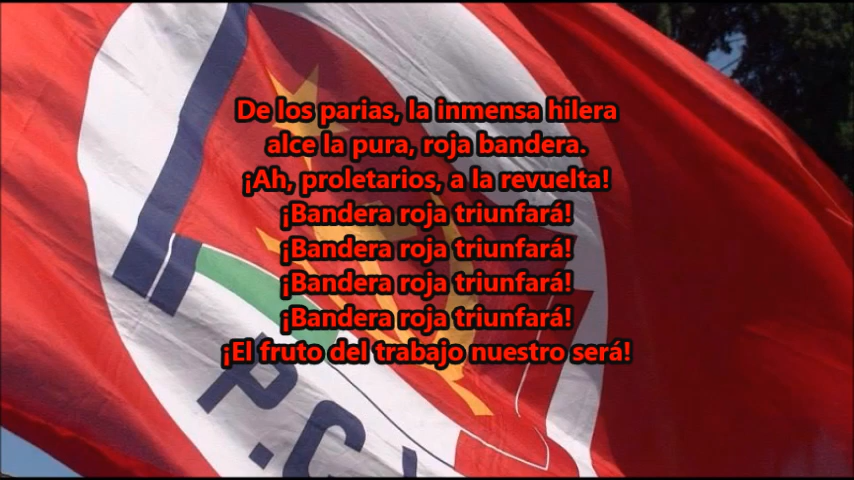 De los parias, la inmensa hilera
alce la pura, roja bandera.
¡Ah, proletarios, a la revuelta!
¡Bandera roja triunfará!
¡Bandera roja triunfará!
¡Bandera roja triunfará!
¡Bandera roja triunfará!
¡El fruto del trabajo nuestro será!
P.C.